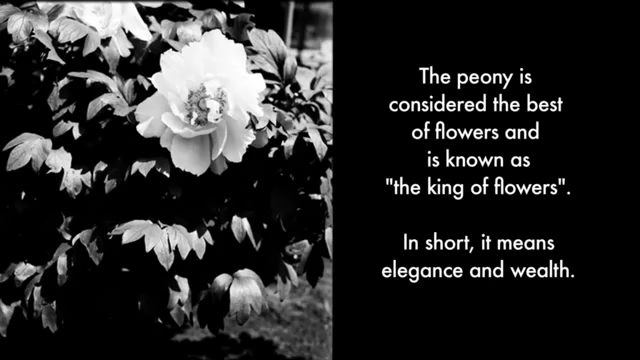 The peony is
considered the best
of flowers and
is known as
"the king of flowers".
In short, it means
elegance and wealth.